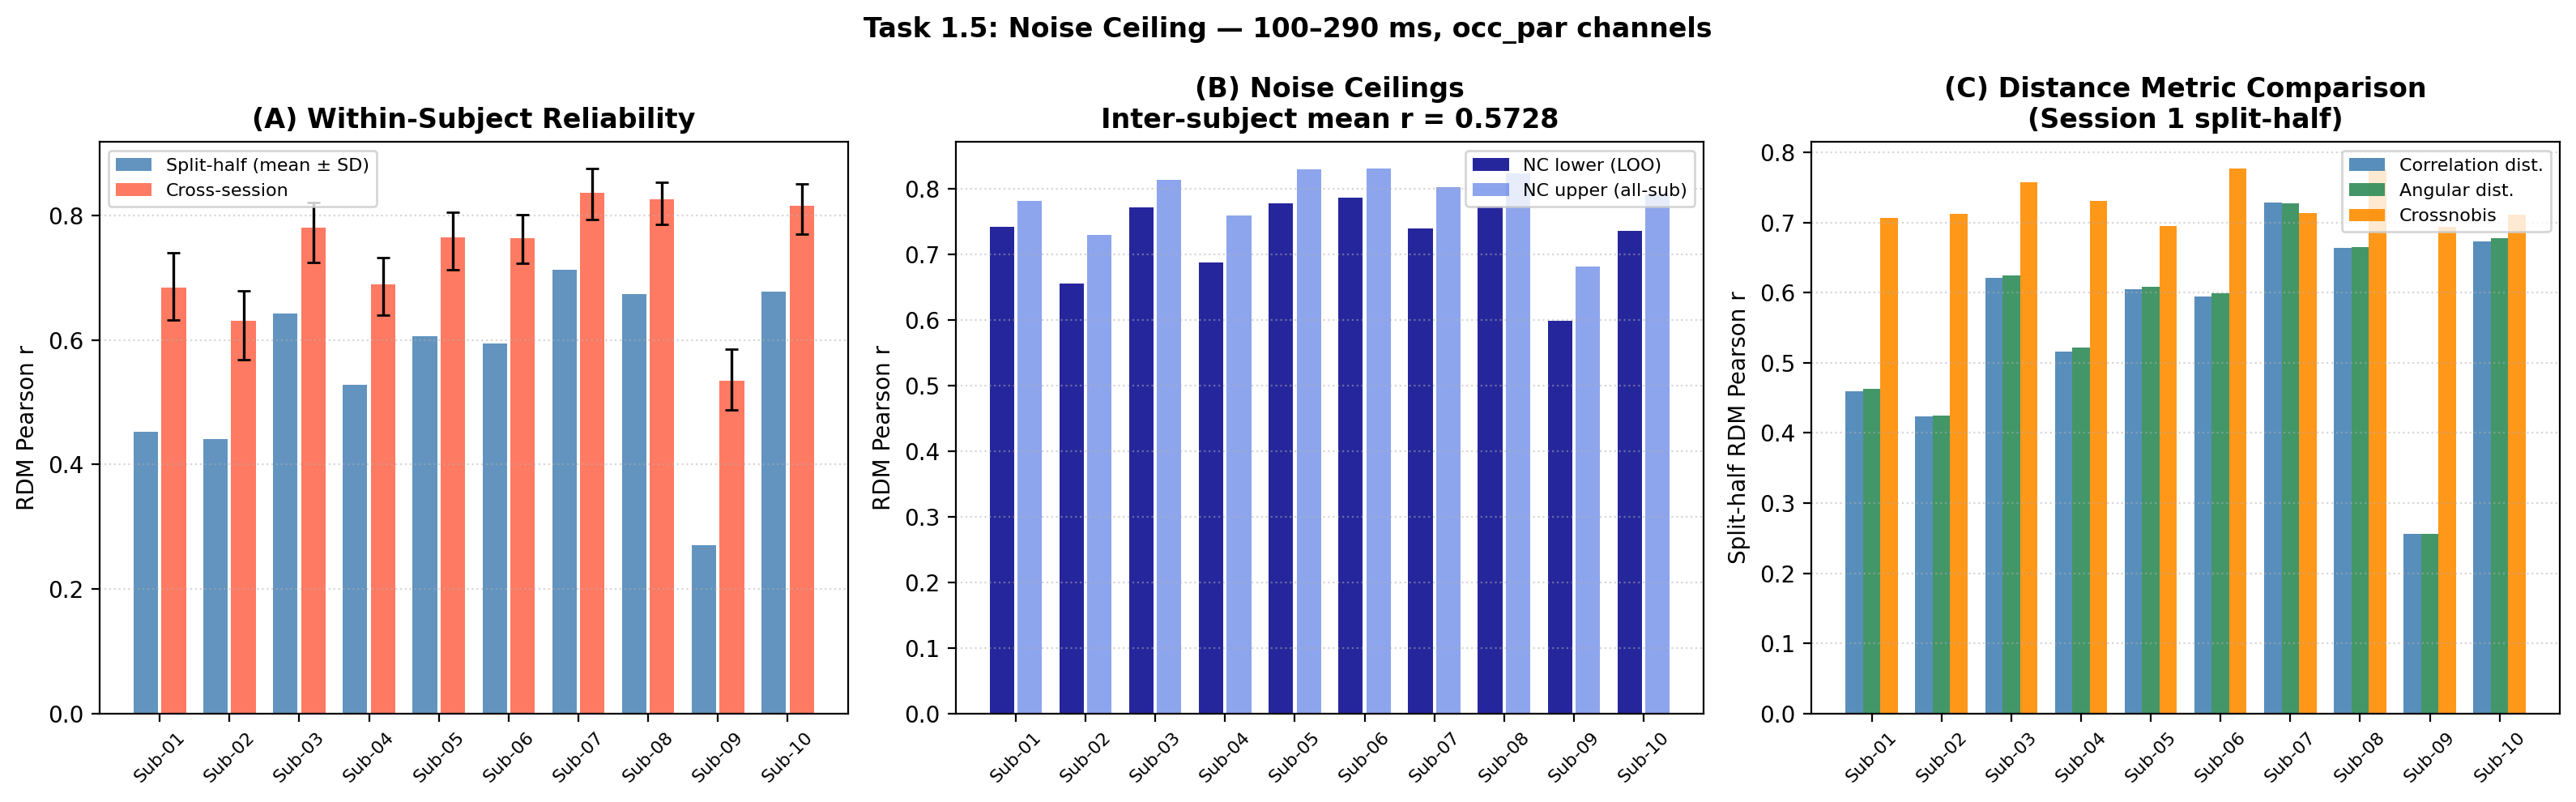 Task 1.5: Noise Ceiling — 100–290 ms, occ_par channels
(A) Within-Subject Reliability
Split-half (mean ± SD)
Cross-session
RDM Pearson r
0.8
0.6
0.4
0.2
0.0
Sub-01
Sub-02
Sub-03
Sub-04
Sub-05
Sub-06
Sub-07
Sub-08
Sub-09
Sub-10
(B) Noise Ceilings
Inter-subject mean r = 0.5728
NC lower (LOO)
NC upper (all-sub)
RDM Pearson r
0.8
0.7
0.6
0.5
0.4
0.3
0.2
0.1
0.0
Sub-01
Sub-02
Sub-03
Sub-04
Sub-05
Sub-06
Sub-07
Sub-08
Sub-09
Sub-10
(C) Distance Metric Comparison
(Session 1 split-half)
Correlation dist.
Angular dist.
Crossnobis
Split-half RDM Pearson r
0.8
0.7
0.6
0.5
0.4
0.3
0.2
0.1
0.0
Sub-01
Sub-02
Sub-03
Sub-04
Sub-05
Sub-06
Sub-07
Sub-08
Sub-09
Sub-10